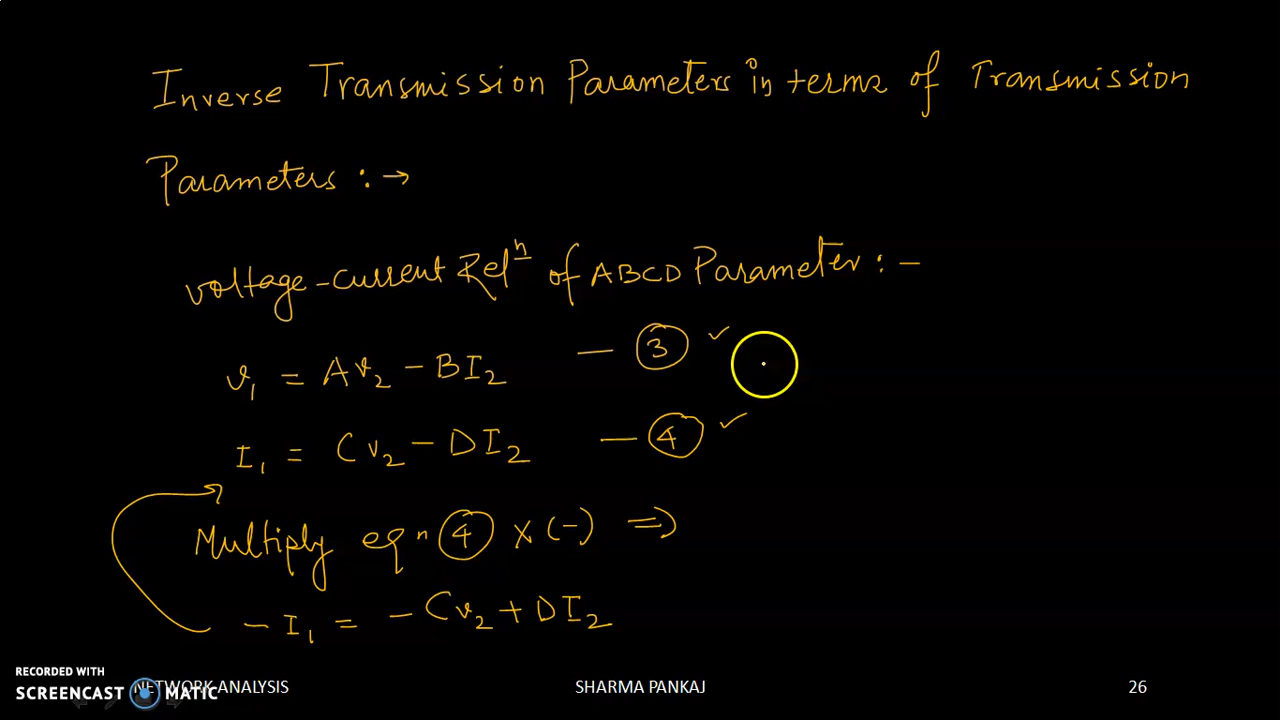 Inverse Transmission Parameters in terms of Transmission
Parameters :→
voltage-current Relⁿ of ABCD Parameter :-
v₁ = Av₂ - BI₂ - ③ ✓
I₁ = Cv₂ - DI₂ - ④ ✓
Multiply eqⁿ ④ × (-) ⇒
- I₁ = - Cv₂ + DI₂
RECORDED WITH
SCREENCAST MATIC
NETWORK ANALYSIS SHARMA PANKAJ 26